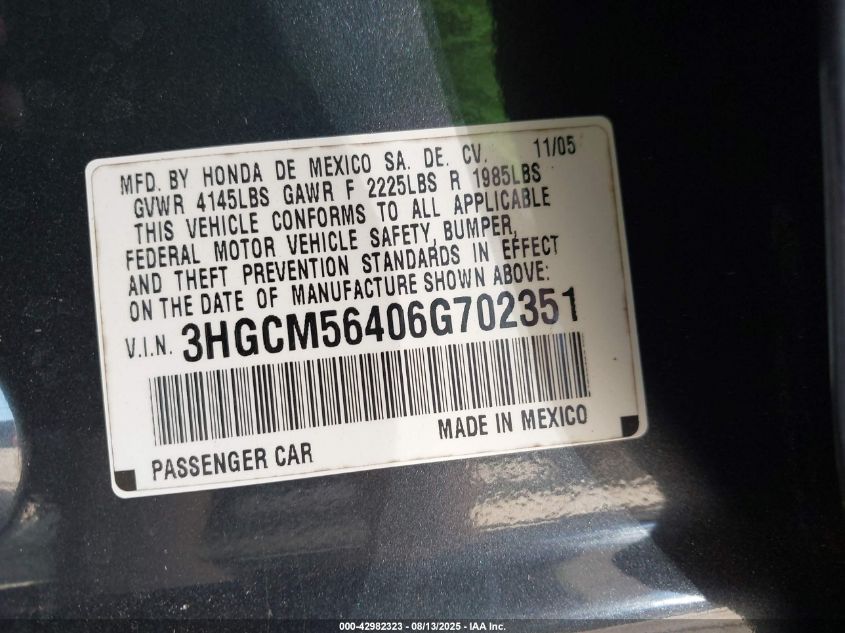 MFD. BY HONDA DE MEXICO SA. DE. CV. 11/05
GVWR 4145LBS GAWR F 2225LBS R 1985LBS
THIS VEHICLE CONFORMS TO ALL APPLICABLE
FEDERAL MOTOR VEHICLE SAFETY, BUMPER,
AND THEFT PREVENTION STANDARDS IN EFFECT
ON THE DATE OF MANUFACTURE SHOWN ABOVE:
V.I.N. 3HGCM56406G702351
PASSENGER CAR MADE IN MEXICO
000-42982323 - 08/13/2025 - IAA Inc.